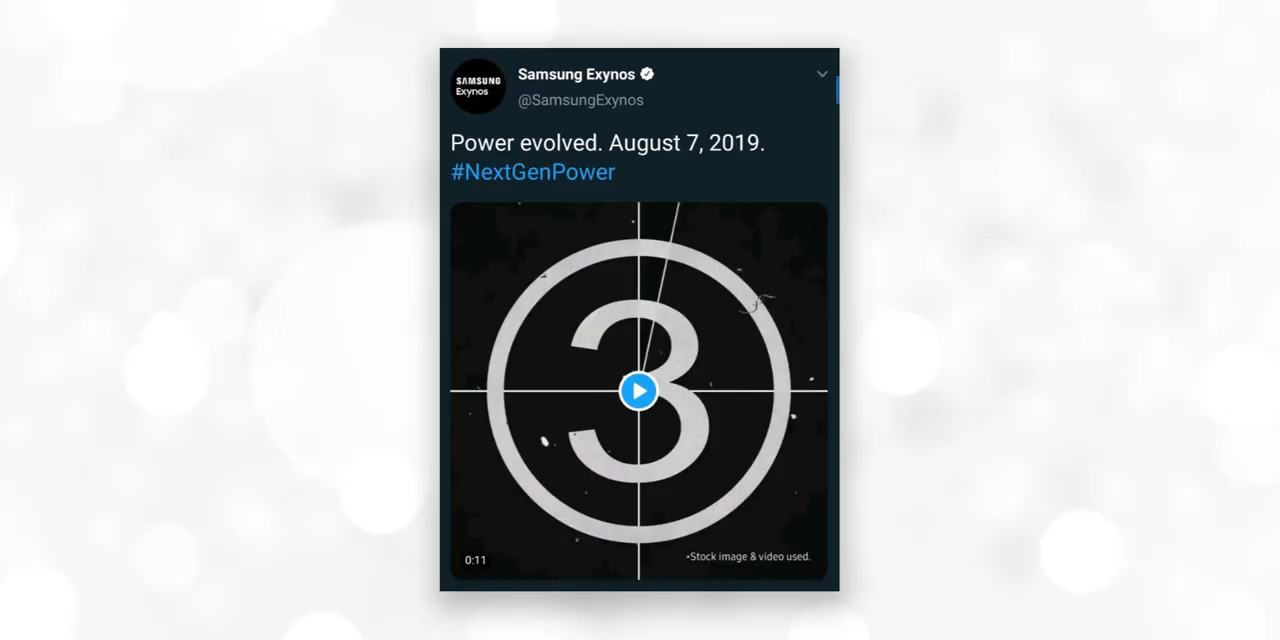 SAMSUNG
Exynos
Samsung Exynos
@SamsungExynos
Power evolved. August 7, 2019.
#NextGenPower
3
0:11
*Stock image & video used.